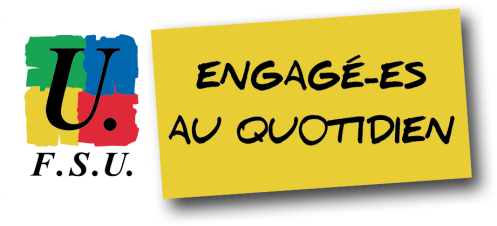 U.
F.S.U.
ENGAGÉ-ES
AU QUOTIDIEN